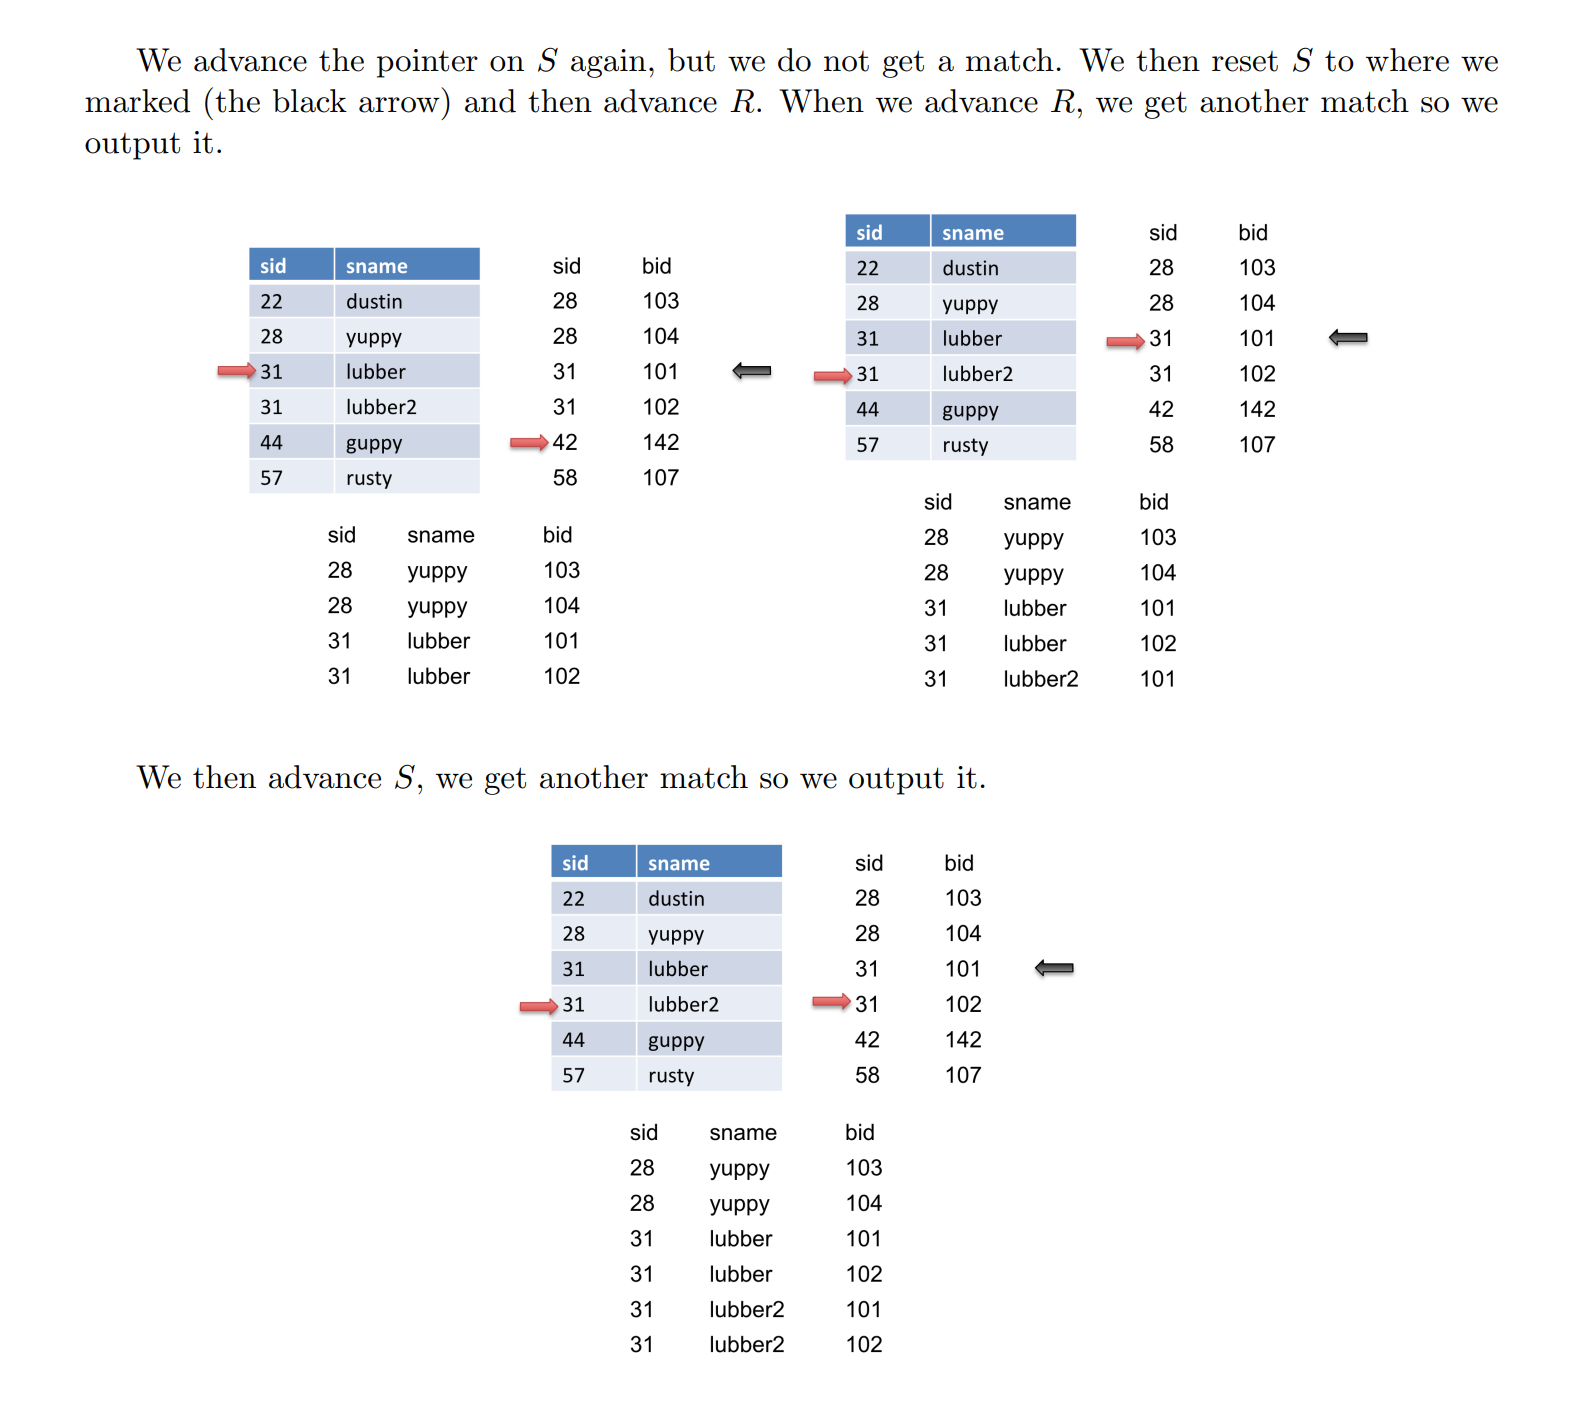 We advance the pointer on S again, but we do not get a match. We then reset S to where we
marked (the black arrow) and then advance R. When we advance R, we get another match so we
output it.
sid sname sid bid
22 dustin 28 103
28 yuppy 28 104
31 lubber 31 101
31 lubber2 31 102
44 guppy 42 142
57 rusty 58 107
sid sname bid
28 yuppy 103
28 yuppy 104
31 lubber 101
31 lubber 102
sid sname sid bid
22 dustin 28 103
28 yuppy 28 104
31 lubber 31 101
31 lubber2 31 102
44 guppy 42 142
57 rusty 58 107
sid sname bid
28 yuppy 103
28 yuppy 104
31 lubber 101
31 lubber 102
31 lubber2 101
We then advance S, we get another match so we output it.
sid sname sid bid
22 dustin 28 103
28 yuppy 28 104
31 lubber 31 101
31 lubber2 31 102
44 guppy 42 142
57 rusty 58 107
sid sname bid
28 yuppy 103
28 yuppy 104
31 lubber 101
31 lubber 102
31 lubber2 101
31 lubber2 102